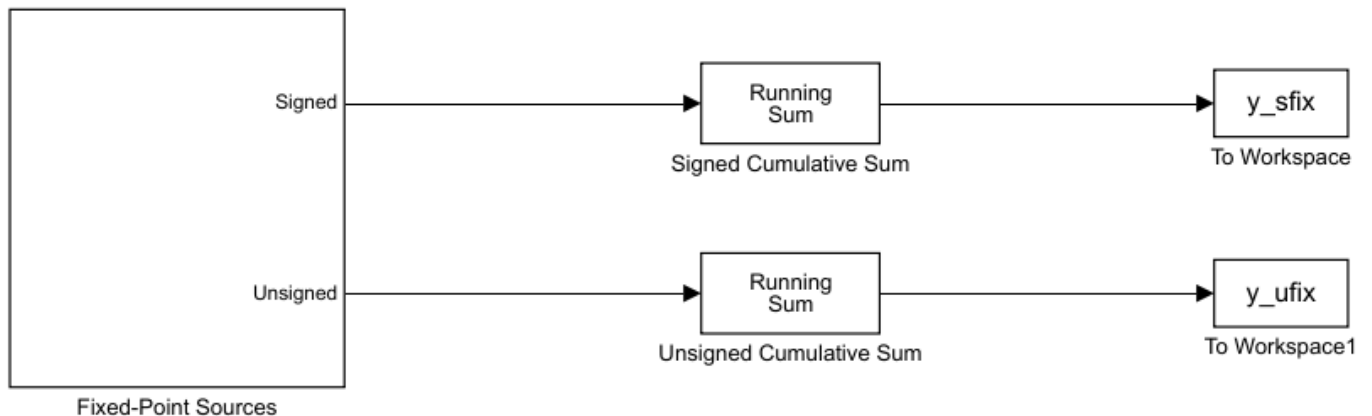 Signed
Running
Sum
y_sfix
Signed Cumulative Sum
To Workspace
Unsigned
Running
Sum
y_ufix
Unsigned Cumulative Sum
To Workspace1
Fixed-Point Sources